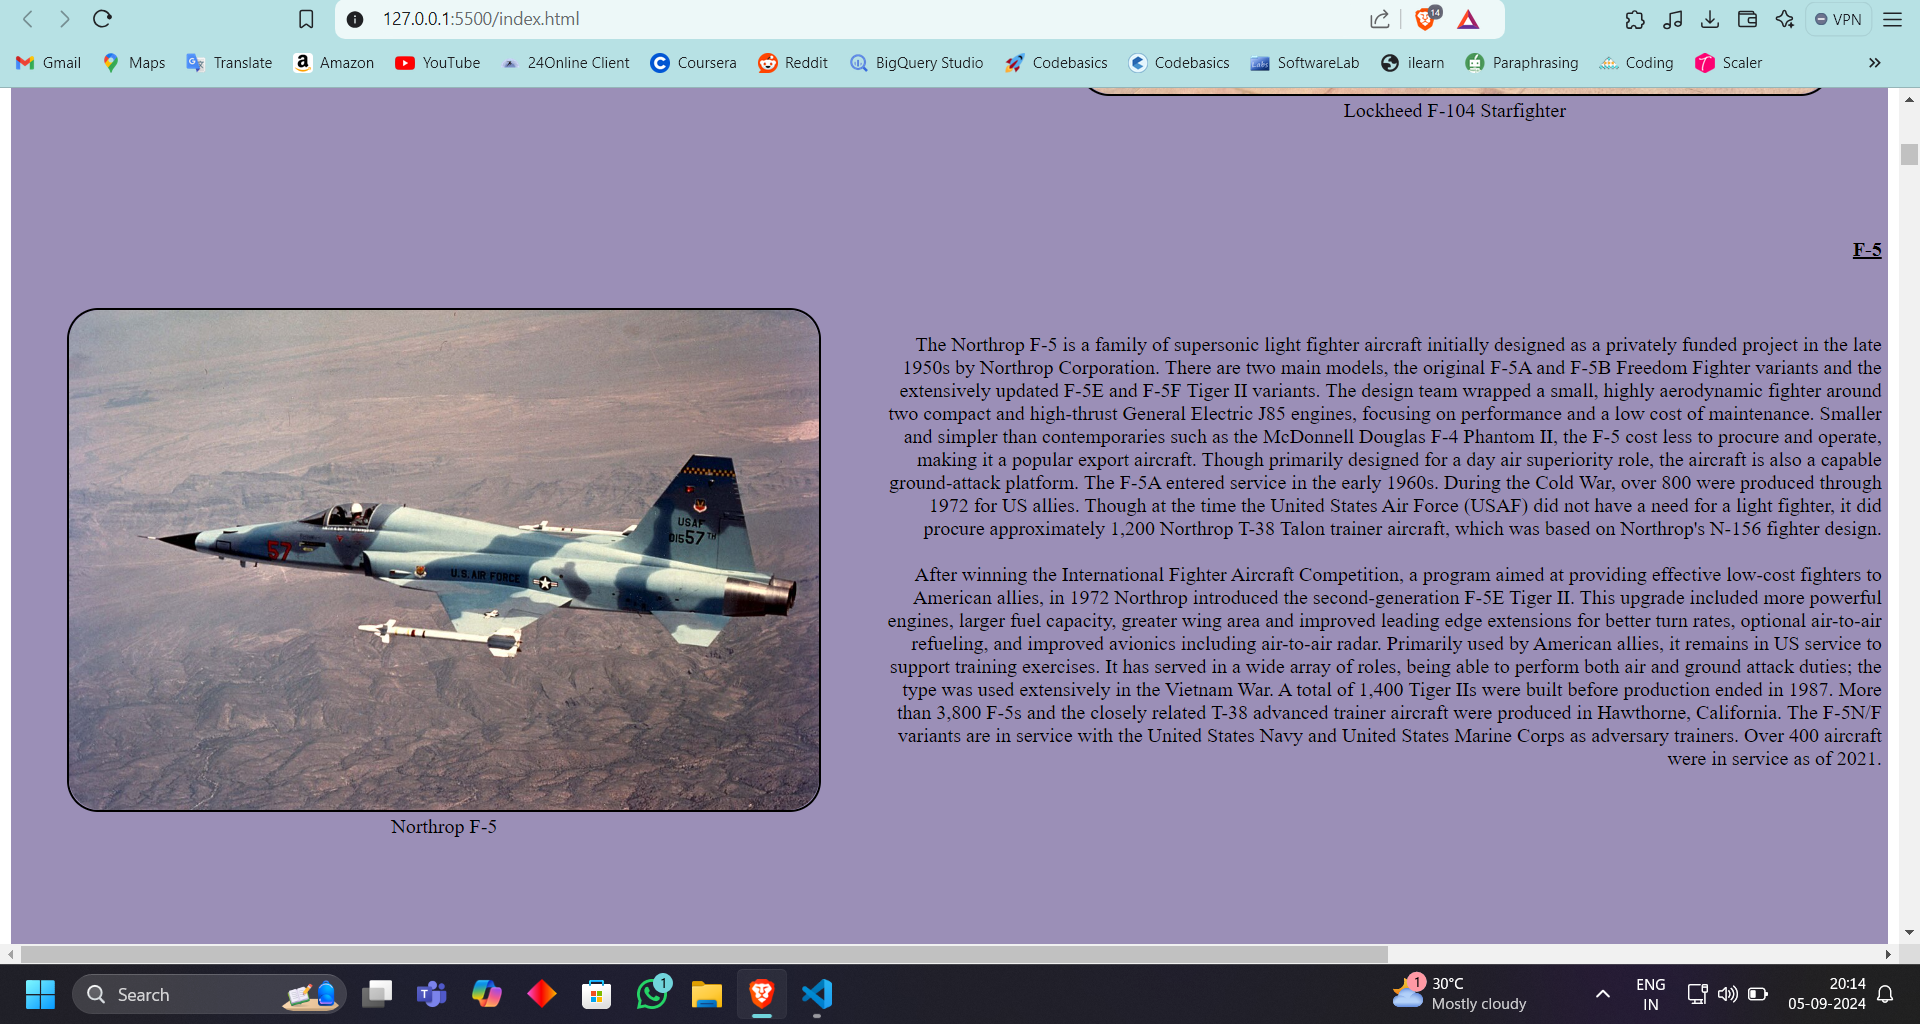 127.0.0.1:5500/index.html
14
VPN
Gmail
Maps
Translate
Amazon
YouTube
24Online Client
Coursera
Reddit
BigQuery Studio
Codebasics
Codebasics
SoftwareLab
ilearn
Paraphrasing
Coding
Scaler
»
Lockheed F-104 Starfighter
F-5
57
U.S. AIR FORCE
USAF
01557TH
Northrop F-5
The Northrop F-5 is a family of supersonic light fighter aircraft initially designed as a privately funded project in the late
1950s by Northrop Corporation. There are two main models, the original F-5A and F-5B Freedom Fighter variants and the
extensively updated F-5E and F-5F Tiger II variants. The design team wrapped a small, highly aerodynamic fighter around
two compact and high-thrust General Electric J85 engines, focusing on performance and a low cost of maintenance. Smaller
and simpler than contemporaries such as the McDonnell Douglas F-4 Phantom II, the F-5 cost less to procure and operate,
making it a popular export aircraft. Though primarily designed for a day air superiority role, the aircraft is also a capable
ground-attack platform. The F-5A entered service in the early 1960s. During the Cold War, over 800 were produced through
1972 for US allies. Though at the time the United States Air Force (USAF) did not have a need for a light fighter, it did
procure approximately 1,200 Northrop T-38 Talon trainer aircraft, which was based on Northrop's N-156 fighter design.
After winning the International Fighter Aircraft Competition, a program aimed at providing effective low-cost fighters to
American allies, in 1972 Northrop introduced the second-generation F-5E Tiger II. This upgrade included more powerful
engines, larger fuel capacity, greater wing area and improved leading edge extensions for better turn rates, optional air-to-air
refueling, and improved avionics including air-to-air radar. Primarily used by American allies, it remains in US service to
support training exercises. It has served in a wide array of roles, being able to perform both air and ground attack duties; the
type was used extensively in the Vietnam War. A total of 1,400 Tiger IIs were built before production ended in 1987. More
than 3,800 F-5s and the closely related T-38 advanced trainer aircraft were produced in Hawthorne, California. The F-5N/F
variants are in service with the United States Navy and United States Marine Corps as adversary trainers. Over 400 aircraft
were in service as of 2021.
Search
1
1
30°C
Mostly cloudy
ENG
IN
20:14
05-09-2024